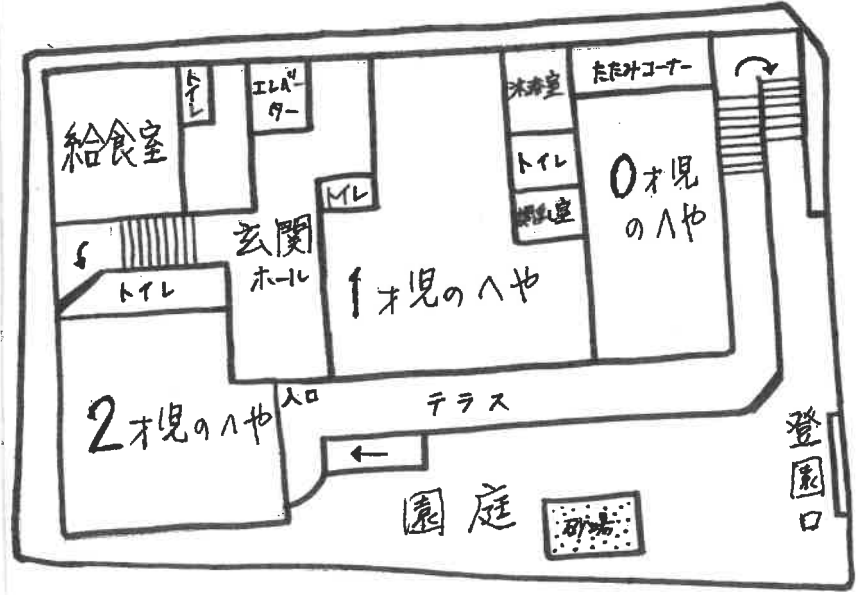 給食室
トイレ
エレベー
ター
沐浴室
たたみコーナー
トイレ
トイレ
調乳室
0才児
のへや
玄関
ホール
1才児のへや
トイレ
2才児のへや
入口
テラス
登園口
園庭
砂場